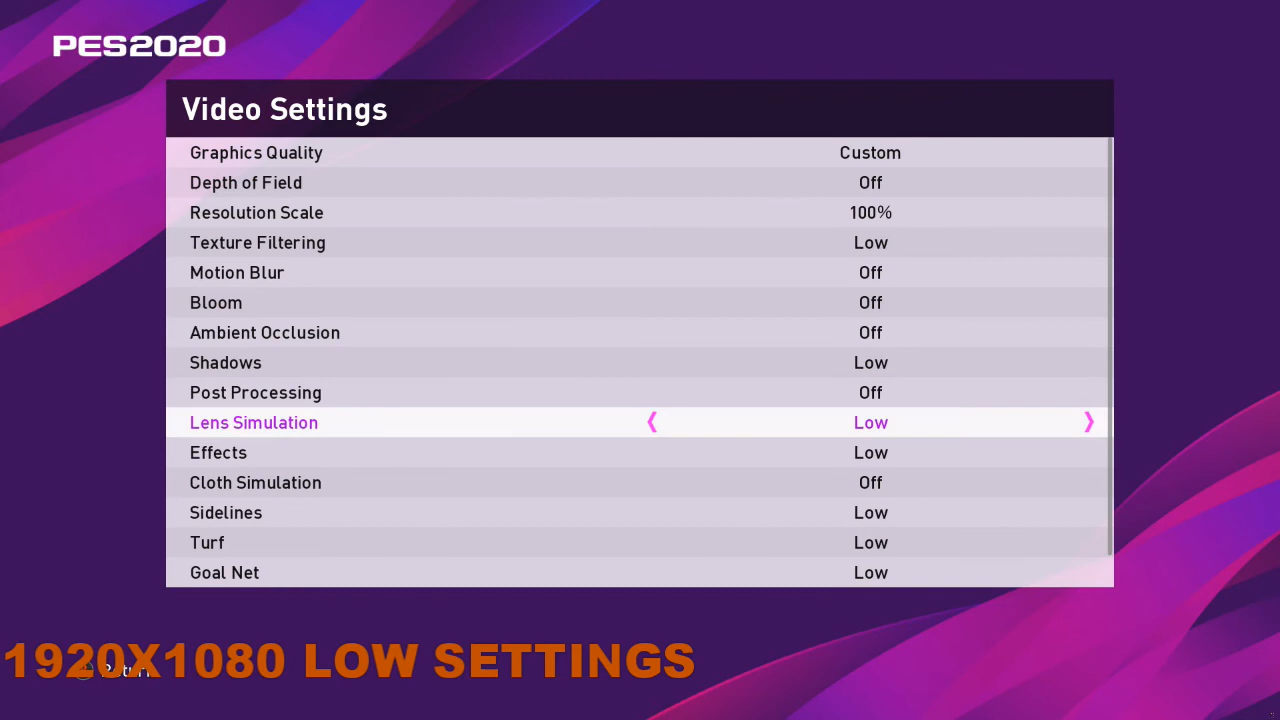 PES2020
Video Settings
Graphics Quality Custom
Depth of Field Off
Resolution Scale 100%
Texture Filtering Low
Motion Blur Off
Bloom Off
Ambient Occlusion Off
Shadows Low
Post Processing Off
Lens Simulation Low
Effects Low
Cloth Simulation Off
Sidelines Low
Turf Low
Goal Net Low
1920X1080 LOW SETTINGS
Return